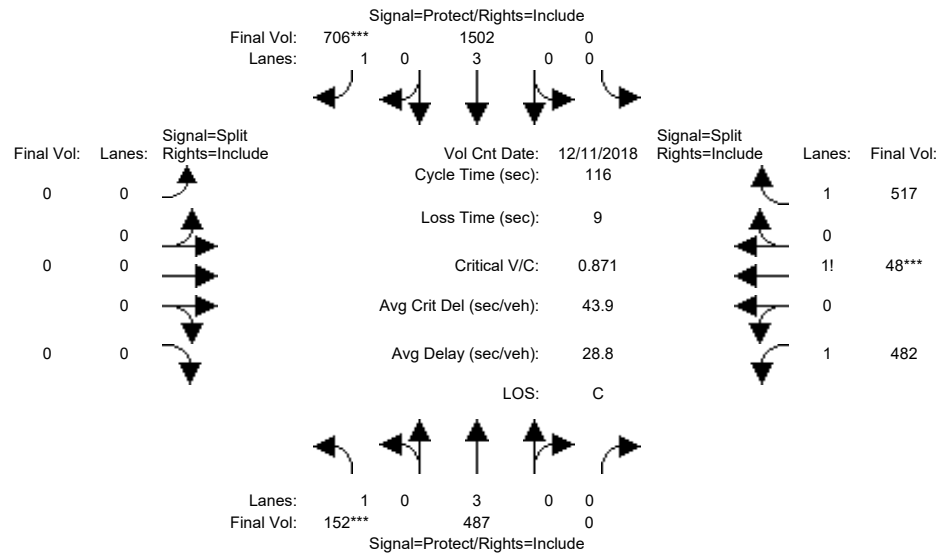 Signal=Protect/Rights=Include
Final Vol: 706*** 1502 0
Lanes: 1 0 3 0 0
Signal=Split Signal=Split
Final Vol: Lanes: Rights=Include Vol Cnt Date: 12/11/2018 Rights=Include Lanes: Final Vol:
Cycle Time (sec): 116
0 0 1 517
Loss Time (sec): 9
0 0
0 0 Critical V/C: 0.871 1! 48***
0 Avg Crit Del (sec/veh): 43.9 0
0 0 Avg Delay (sec/veh): 28.8 1 482
LOS: C
Lanes: 1 0 3 0 0
Final Vol: 152*** 487 0
Signal=Protect/Rights=Include